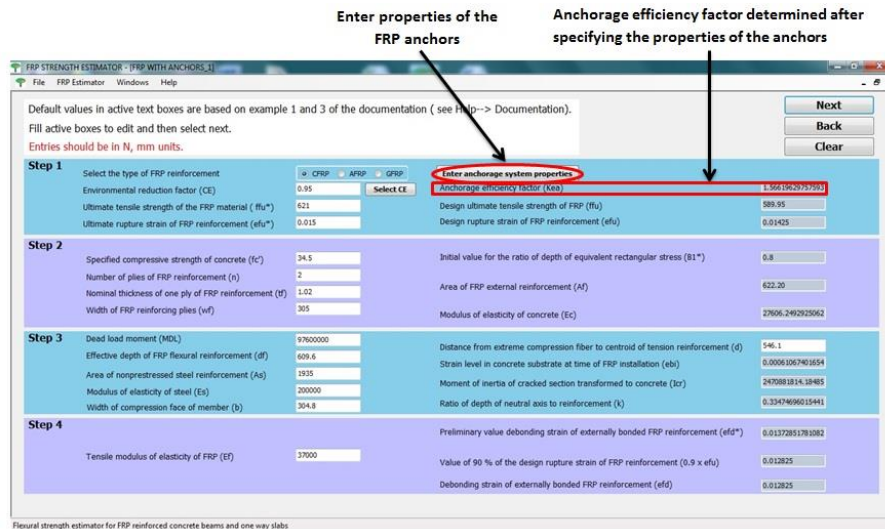 Enter properties of the
FRP anchors
Anchorage efficiency factor determined after
specifying the properties of the anchors
FRP STRENGTH ESTIMATOR - [FRP WITH ANCHORS_1]
File FRP Estimator Windows Help
Default values in active text boxes are based on example 1 and 3 of the documentation ( see Help--> Documentation).
Fill active boxes to edit and then select next.
Entries should be in N, mm units.
Next
Back
Clear
Step 1
Select the type of FRP reinforcement CFRP AFRP GFRP
Environmental reduction factor (CE) 0.95 Select CE
Ultimate tensile strength of the FRP material ( ffu*) 621
Ultimate rupture strain of FRP reinforcement (efu*) 0.015
Enter anchorage system properties
Anchorage efficiency factor (Kea) 1.56619629757593
Design ultimate tensile strength of FRP (ffu) 589.95
Design rupture strain of FRP reinforcement (efu) 0.01425
Step 2
Specified compressive strength of concrete (fc') 34.5
Number of plies of FRP reinforcement (n) 2
Nominal thickness of one ply of FRP reinforcement (tf) 1.02
Width of FRP reinforcing plies (wf) 305
Initial value for the ratio of depth of equivalent rectangular stress (B1*) 0.8
Area of FRP external reinforcement (Af) 622.20
Modulus of elasticity of concrete (Ec) 27606.2492925062
Step 3
Dead load moment (MDL) 97600000
Effective depth of FRP flexural reinforcement (df) 609.6
Area of nonprestressed steel reinforcement (As) 1935
Modulus of elasticity of steel (Es) 200000
Width of compression face of member (b) 304.8
Distance from extreme compression fiber to centroid of tension reinforcement (d) 546.1
Strain level in concrete substrate at time of FRP installation (ebi) 0.00061067401654
Moment of inertia of cracked section transformed to concrete (Icr) 2470881814.18485
Ratio of depth of neutral axis to reinforcement (k) 0.33474696015441
Step 4
Tensile modulus of elasticity of FRP (Ef) 37000
Preliminary value debonding strain of externally bonded FRP reinforcement (efd*) 0.01372851781082
Value of 90 % of the design rupture strain of FRP reinforcement (0.9 x efu) 0.012825
Debonding strain of externally bonded FRP reinforcement (efd) 0.012825
Flexural strength estimator for FRP reinforced concrete beams and one way slabs